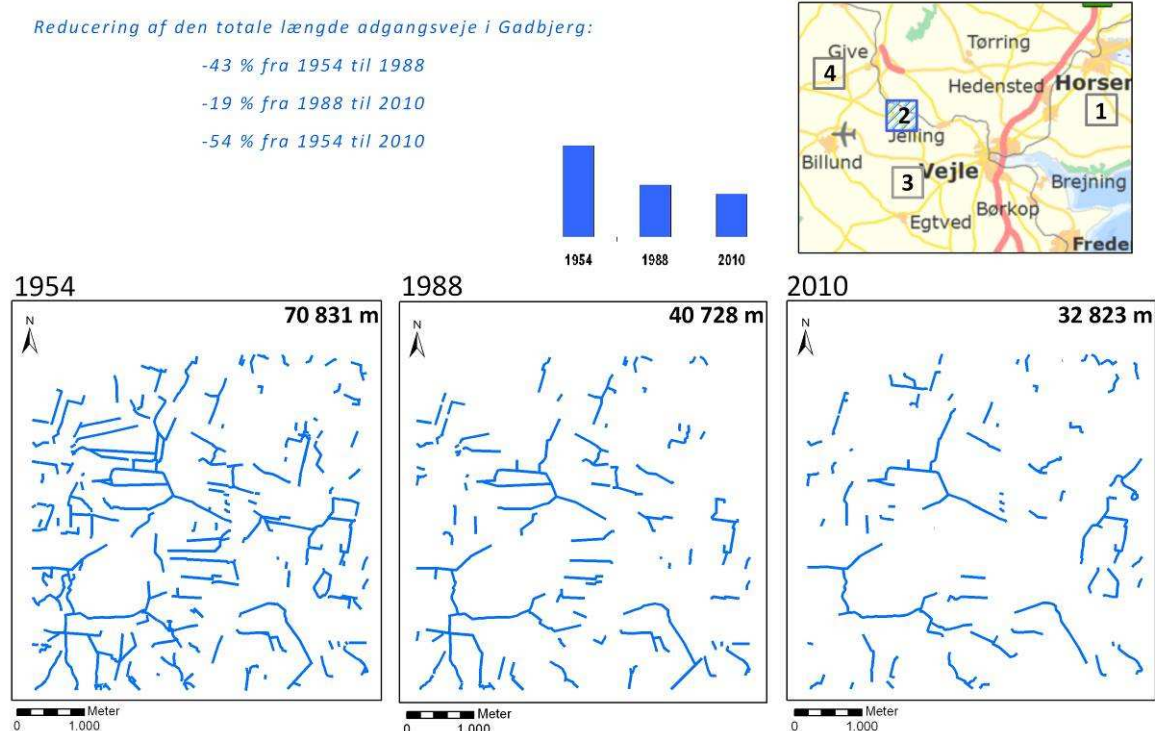 Reducering af den totale længde adgangsveje i Gadbjerg:
-43 % fra 1954 til 1988
-19 % fra 1988 til 2010
-54 % fra 1954 til 2010
1954 1988 2010
Give
Tørring
4
Hedensted
Horsen
1
2
Jelling
Billund
3
Vejle
Brejning
Egtved
Børkop
Freder
1954
70 831 m
N
Meter
0 1.000
1988
40 728 m
N
Meter
0 1.000
2010
32 823 m
N
Meter
0 1.000